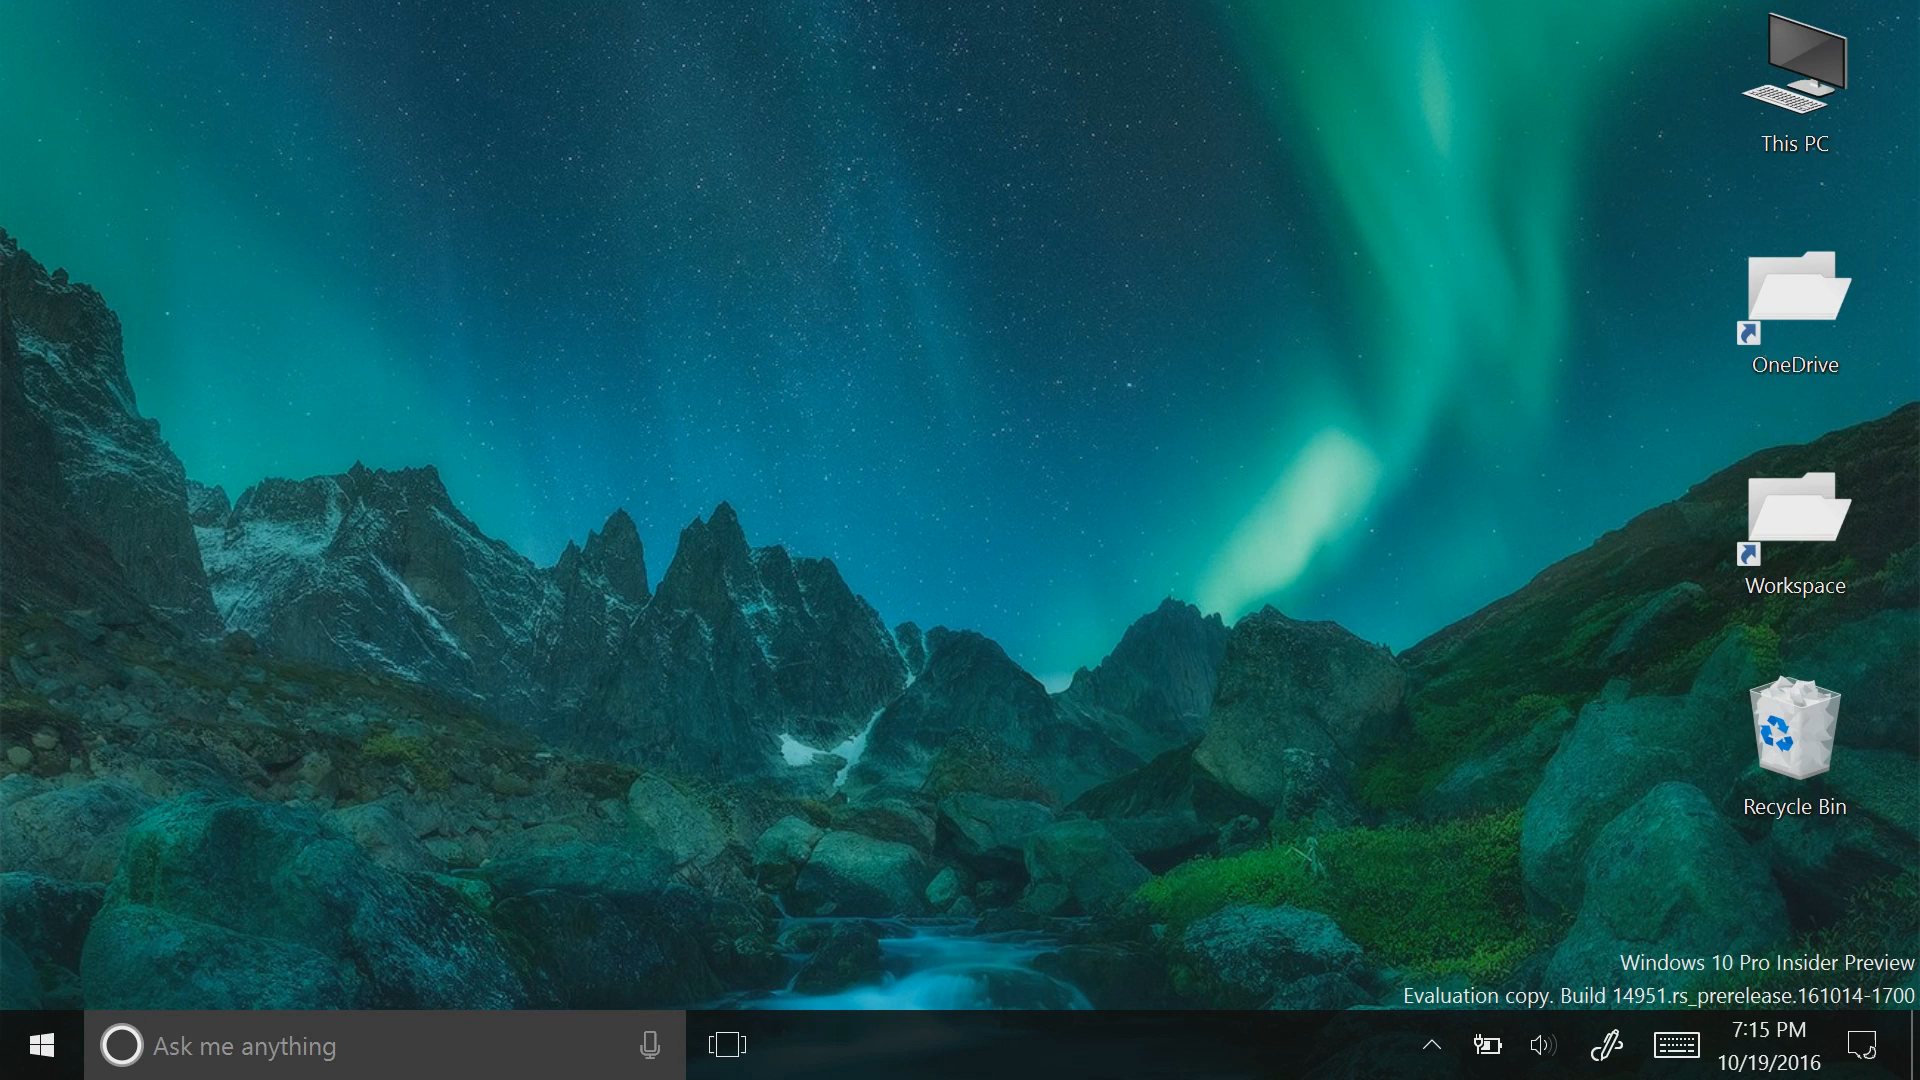 This PC
OneDrive
Workspace
Recycle Bin
Windows 10 Pro Insider Preview
Evaluation copy. Build 14951.rs_prerelease.161014-1700
Ask me anything
7:15 PM
10/19/2016